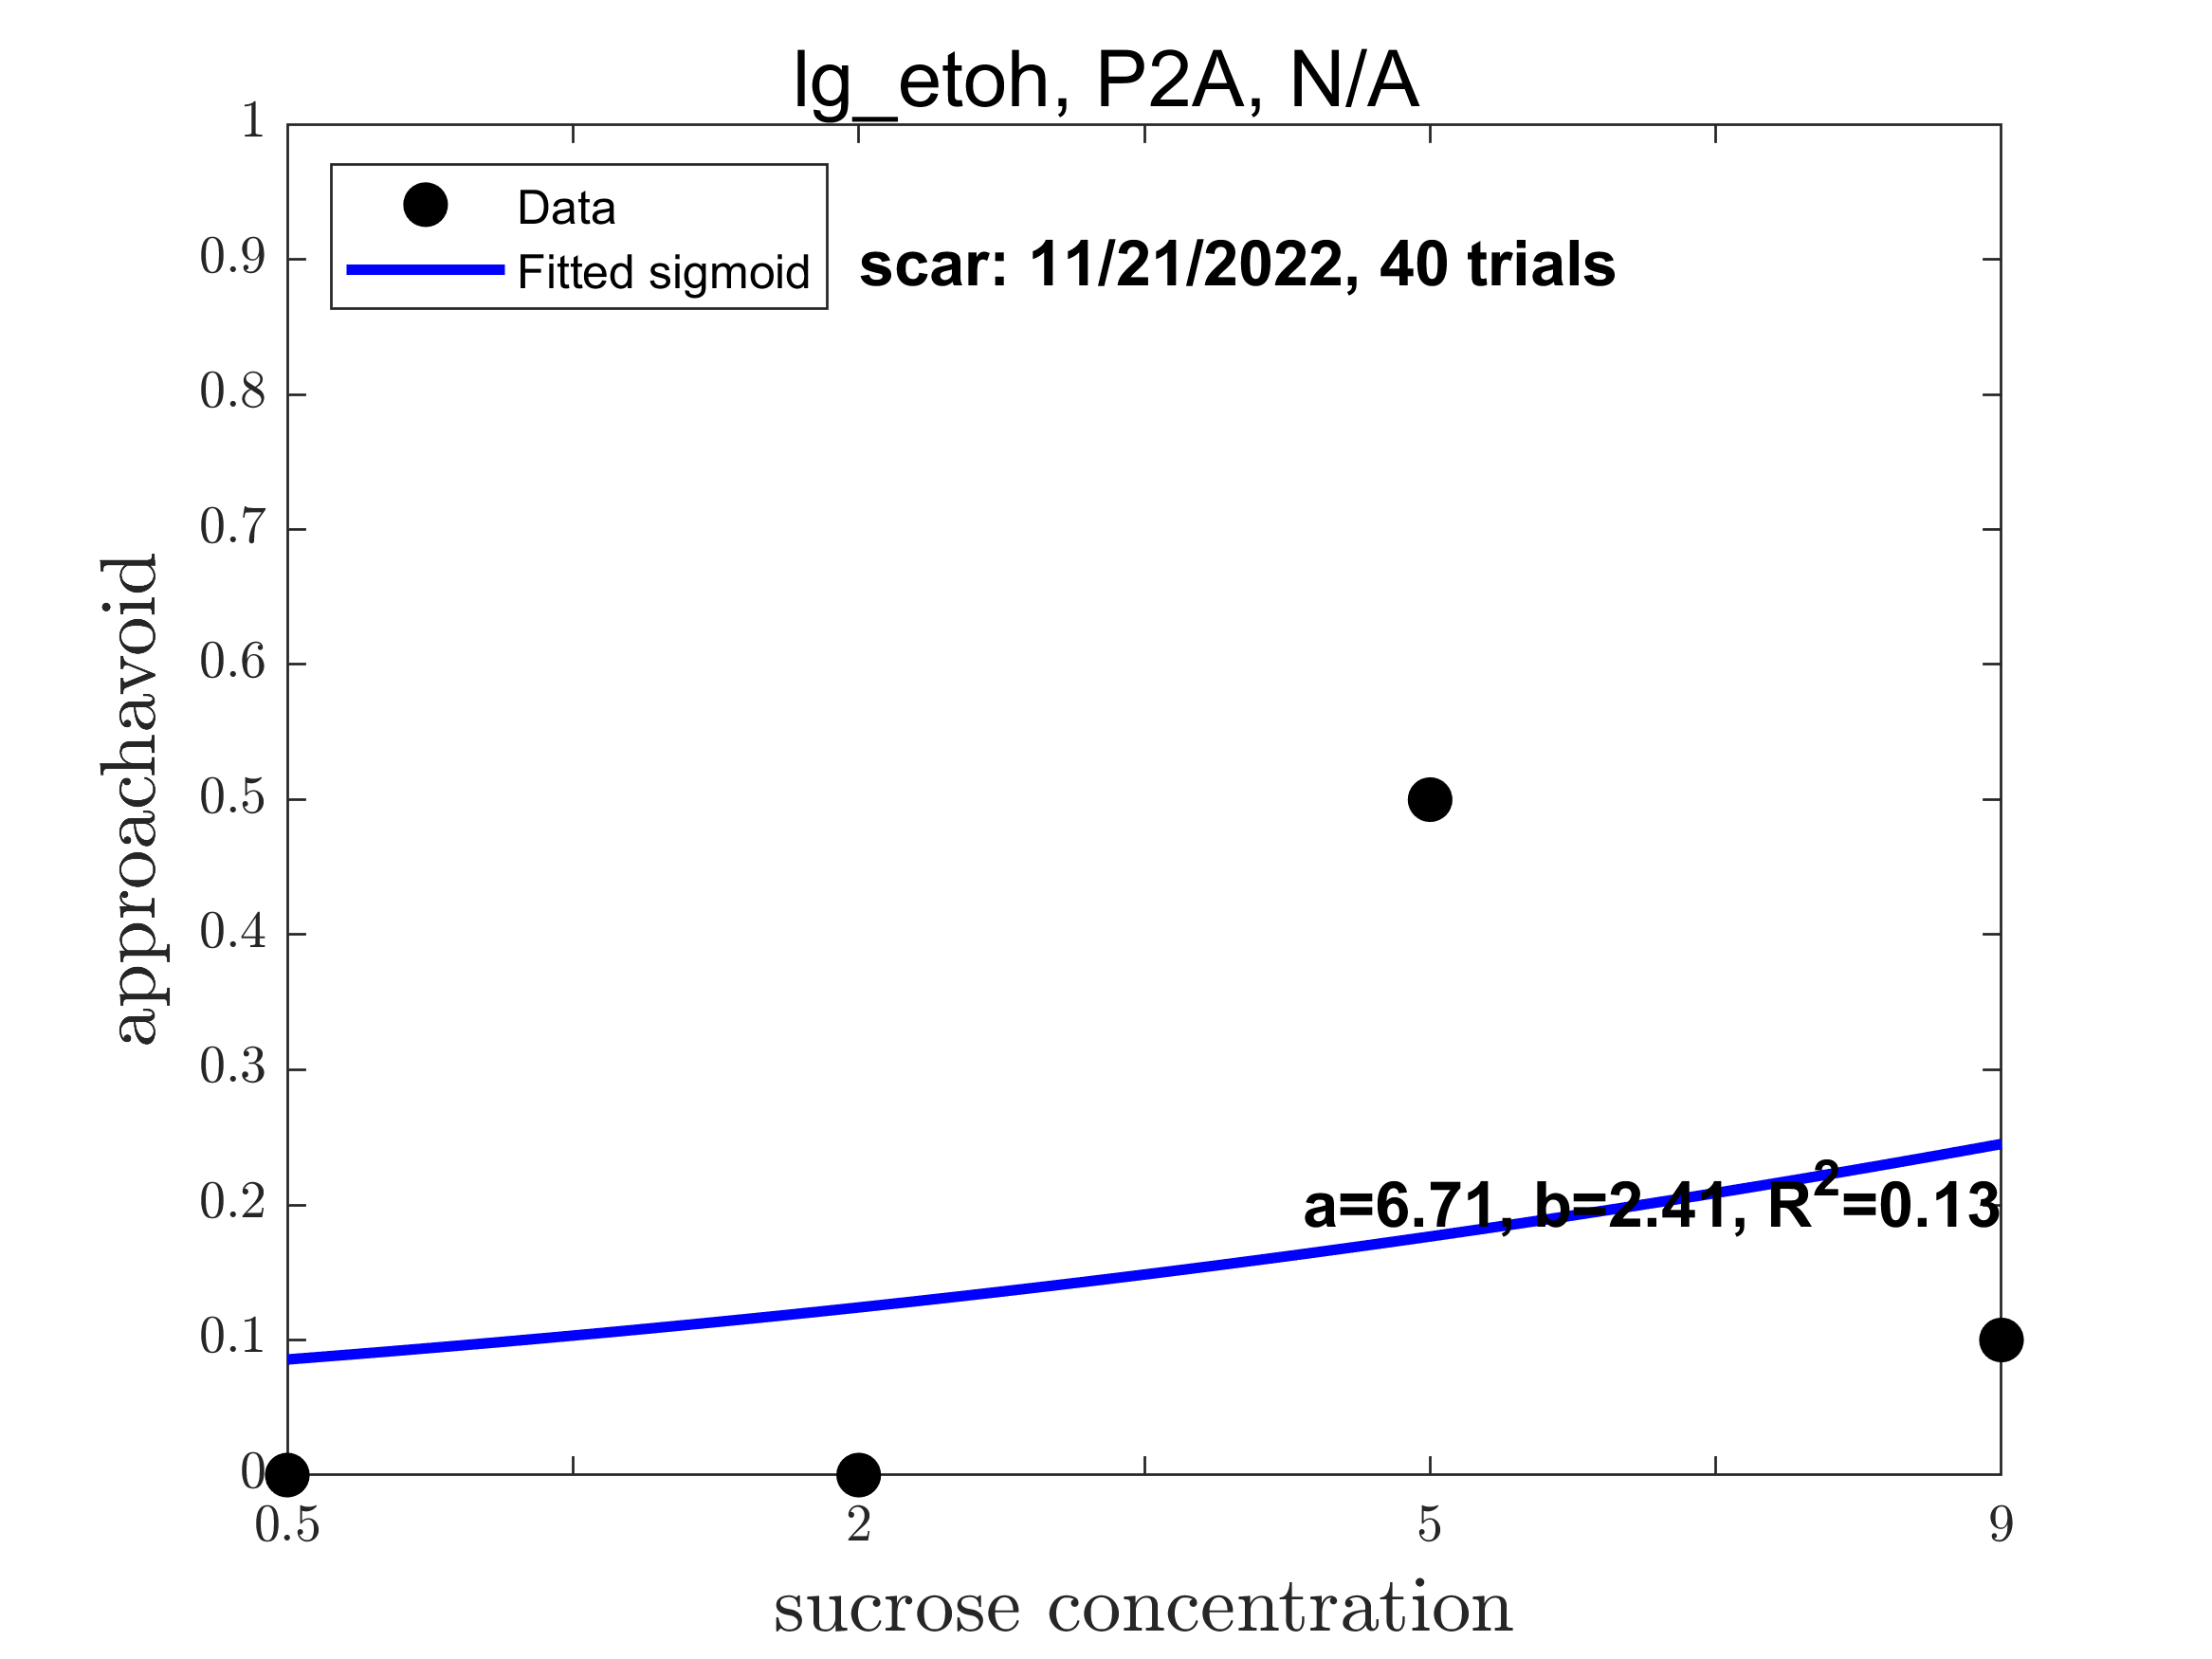 lg_etoh, P2A, N/A
1
Data
Fitted sigmoid
scar: 11/21/2022, 40 trials
0.9
0.8
0.7
0.6
0.5
0.4
0.3
0.2
0.1
0
approachavoid
a=6.71, b=2.41, R²=0.13
0.5 2 5 9
sucrose concentration